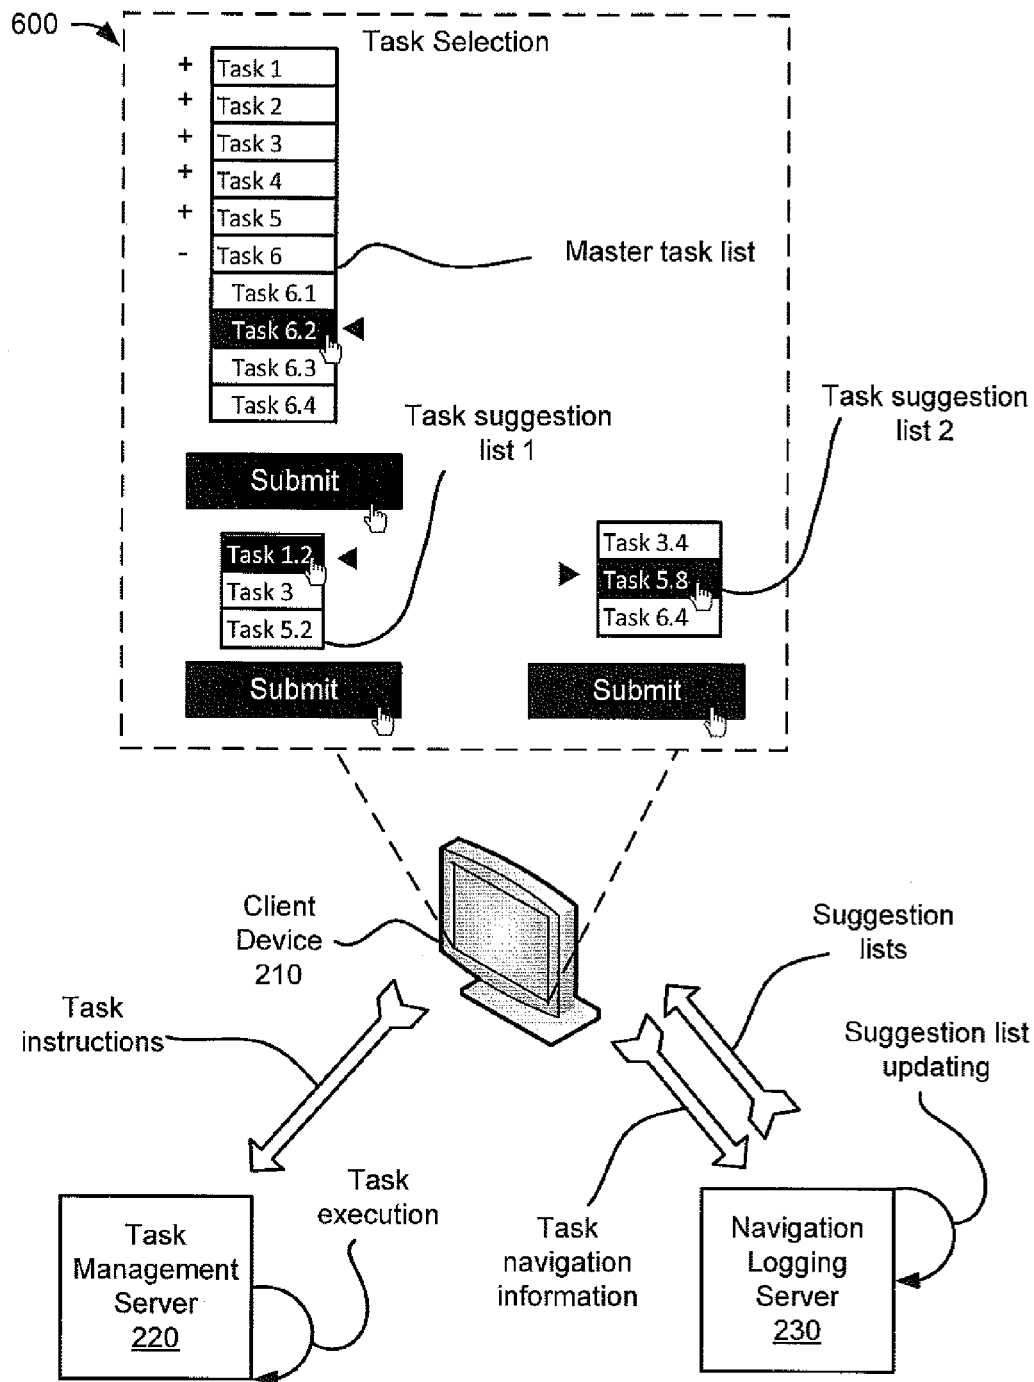 600
Task Selection
+ Task 1
+ Task 2
+ Task 3
+ Task 4
+ Task 5
- Task 6
Master task list
Task 6.1
Task 6.2
Task 6.3
Task 6.4
Task suggestion
list 1
Task suggestion
list 2
Submit
Task 1.2
Task 3
Task 5.2
Submit
Task 3.4
Task 5.8
Task 6.4
Submit
Client
Device
210
Suggestion
lists
Task
instructions
Suggestion list
updating
Task
execution
Task
navigation
information
Task
Management
Server
220
Navigation
Logging
Server
230